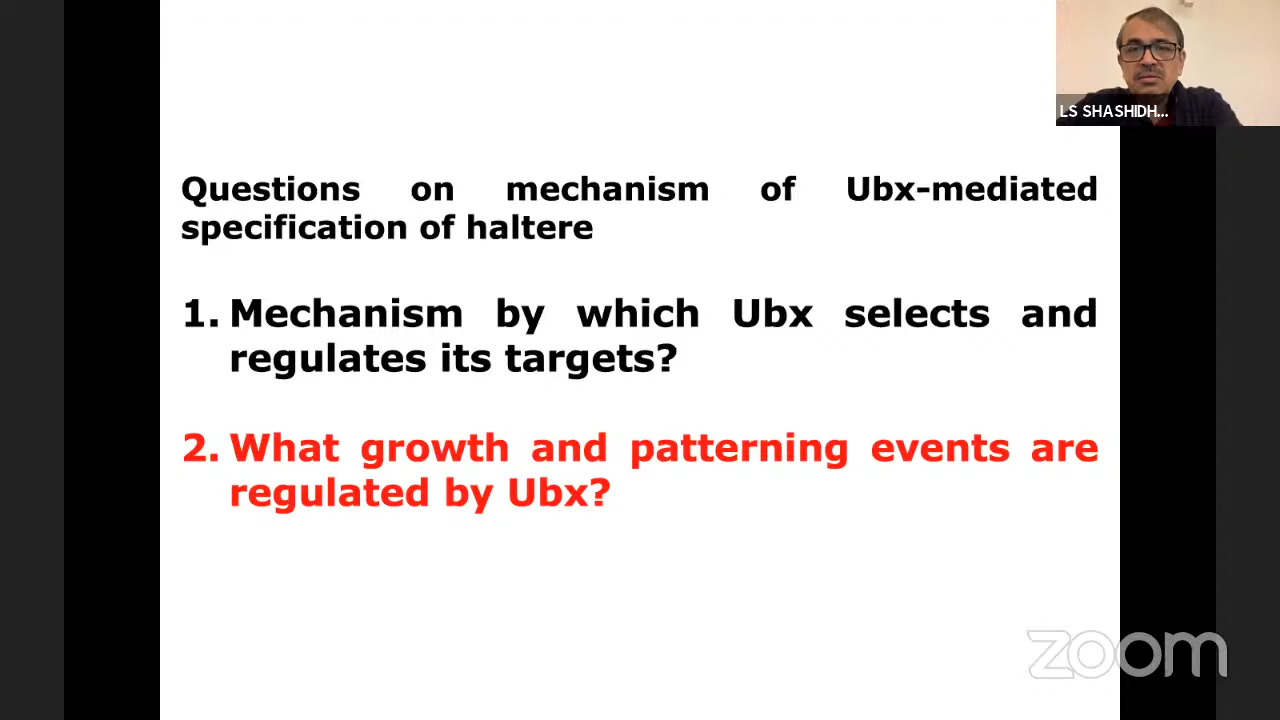 LS SHASHIDH...
Questions on mechanism of Ubx-mediated
specification of haltere
1. Mechanism by which Ubx selects and
regulates its targets?
2. What growth and patterning events are
regulated by Ubx?
zoom